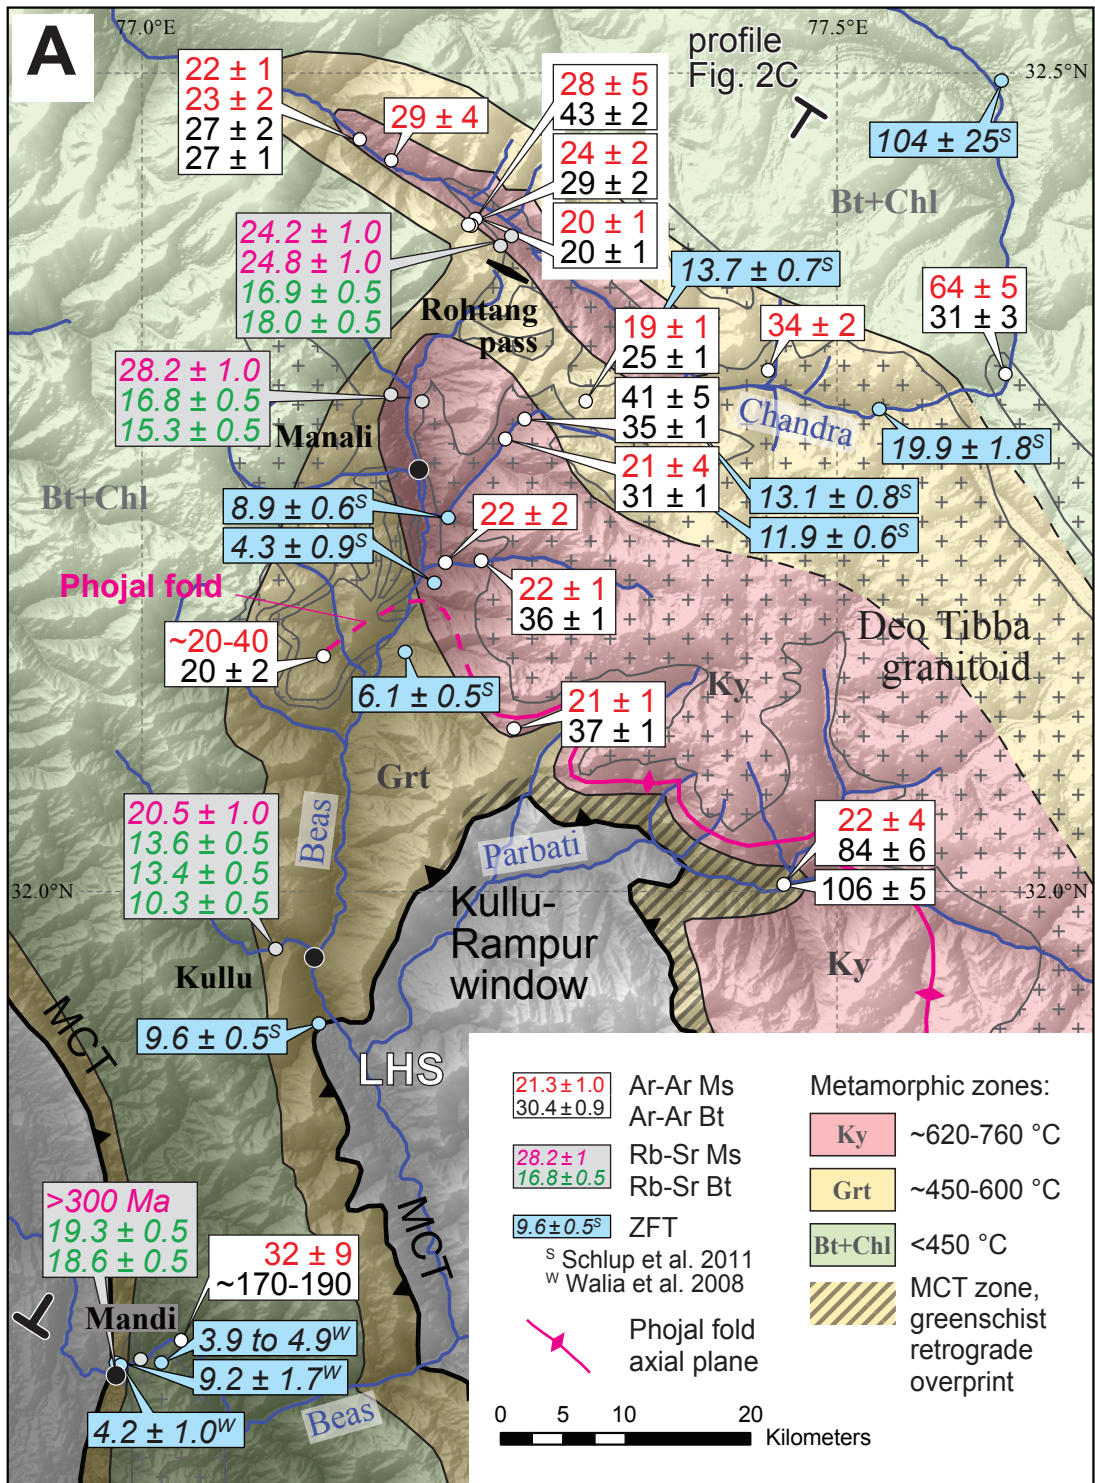 A
77.0°E
77.5°E
profile
Fig. 2C
32.5°N
22 ± 1
23 ± 2
27 ± 2
27 ± 1
29 ± 4
28 ± 5
43 ± 2
24 ± 2
29 ± 2
20 ± 1
20 ± 1
104 ± 25S
Bt+Chl
24.2 ± 1.0
24.8 ± 1.0
16.9 ± 0.5
18.0 ± 0.5
13.7 ± 0.7S
Rohtang
pass
64 ± 5
31 ± 3
19 ± 1
25 ± 1
34 ± 2
28.2 ± 1.0
16.8 ± 0.5
15.3 ± 0.5
Manali
41 ± 5
35 ± 1
Chandra
19.9 ± 1.8S
21 ± 4
31 ± 1
13.1 ± 0.8S
11.9 ± 0.6S
Bt+Chl
8.9 ± 0.6S
4.3 ± 0.9S
22 ± 2
Phojal fold
22 ± 1
36 ± 1
~20-40
20 ± 2
Deo Tibba
granitoid
6.1 ± 0.5S
Ky
21 ± 1
37 ± 1
Grt
20.5 ± 1.0
13.6 ± 0.5
13.4 ± 0.5
10.3 ± 0.5
Beas
Parbati
22 ± 4
84 ± 6
106 ± 5
32.0°N
32.0°N
Kullu-
Rampur
window
Kullu
Ky
MCT
9.6 ± 0.5S
LHS
MCT
>300 Ma
19.3 ± 0.5
18.6 ± 0.5
32 ± 9
~170-190
Mandi
3.9 to 4.9W
9.2 ± 1.7W
4.2 ± 1.0W
Beas
21.3 ± 1.0
30.4 ± 0.9
Ar-Ar Ms
Ar-Ar Bt
28.2 ± 1
16.8 ± 0.5
Rb-Sr Ms
Rb-Sr Bt
9.6 ± 0.5S
ZFT
S Schlup et al. 2011
W Walia et al. 2008
Phojal fold
axial plane
0 5 10 20
Kilometers
Metamorphic zones:
Ky ~620-760 °C
Grt ~450-600 °C
Bt+Chl <450 °C
MCT zone,
greenschist
retrograde
overprint